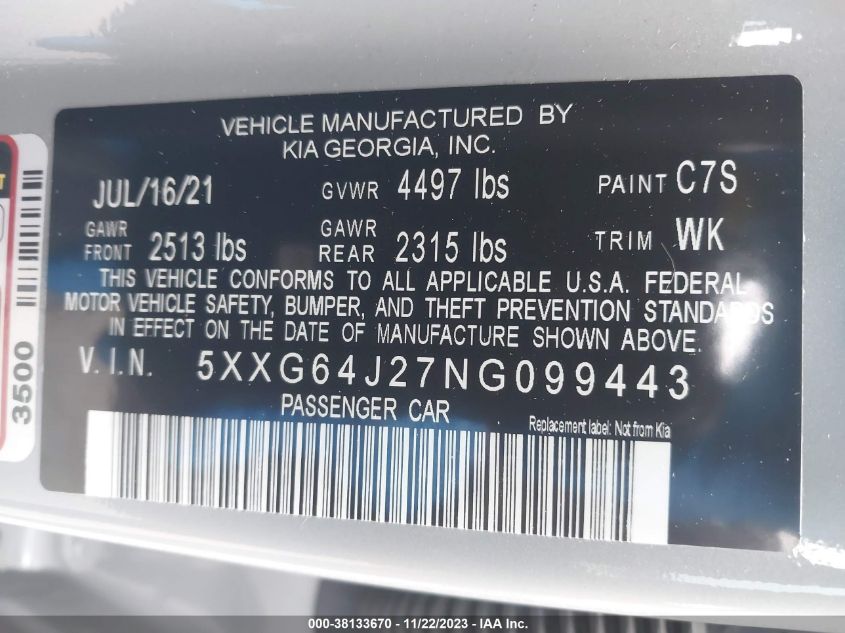 VEHICLE MANUFACTURED BY
KIA GEORGIA, INC.
JUL/16/21 GVWR 4497 lbs PAINT C7S
GAWR FRONT 2513 lbs GAWR REAR 2315 lbs TRIM WK
THIS VEHICLE CONFORMS TO ALL APPLICABLE U.S.A. FEDERAL
MOTOR VEHICLE SAFETY, BUMPER, AND THEFT PREVENTION STANDARDS
IN EFFECT ON THE DATE OF MANUFACTURE SHOWN ABOVE.
V.I.N. 5XXG64J27NG099443
PASSENGER CAR
Replacement label: Not from Kia
3500
000-38133670 - 11/22/2023 - IAA Inc.